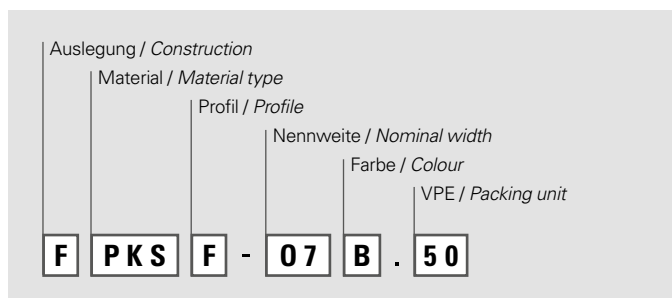 Auslegung / Construction
Material / Material type
Profil / Profile
Nennweite / Nominal width
Farbe / Colour
VPE / Packing unit
F PKS F - 07 B . 50